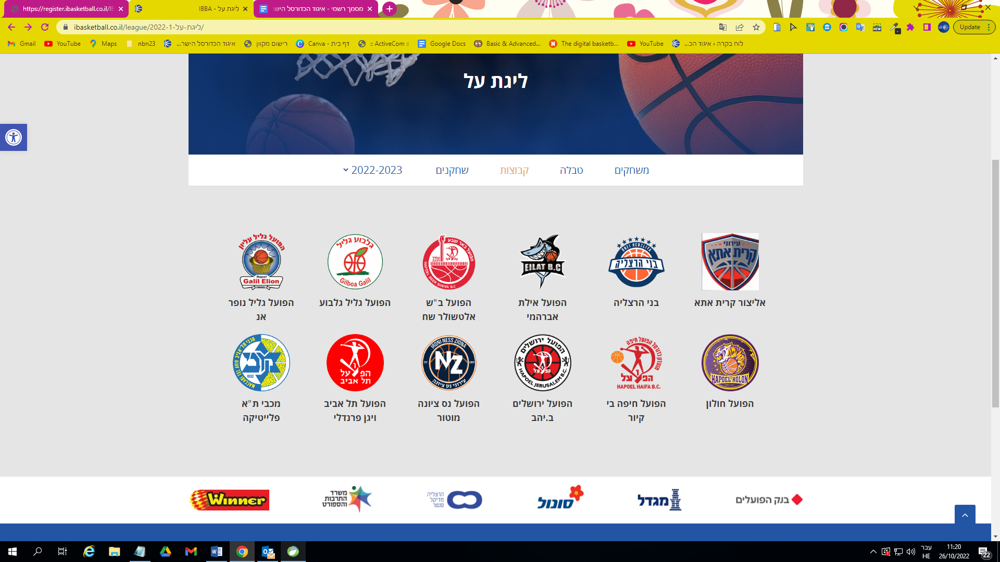 https://register.ibasketball.co.il/IB
ליגת על - IBBA
מסמך רשמי - איגוד הכדורסל הישר
ibasketball.co.il/league/2022-1-ליגת-על/
Update
Gmail
YouTube
Maps
nbn23
איגוד הכדורסל הישר...
רישום מקוון
Canva - דף בית
:: ActiveCom ::
Google Docs
Basic & Advanced...
The digital basketb...
YouTube
לוח בקרה › איגוד הכ...
NEW
ליגת על
משחקים
טבלה
קבוצות
שחקנים
2022-2023
עירוני
קרית אתא
BNEI HERZLIYA
בני הרצליה
EILAT B.C
הפועל באר שבע
עתיד הנגב
HAPOEL BEER SHEVA B.C
גלבוע גליל
Gilboa Galil
הפועל גליל עליון
Hapoel
Galil Elion
ISRAEL
אליצור קרית אתא
בני הרצליה
הפועל אילת
אברהמי
הפועל ב"ש
אלטשולר שח
הפועל גליל גלבוע
הפועל גליל נופר
אנ
HAPOEL HOLON
מועדון כדורסל הפועל חיפה
הפועל
HAPOEL HAIFA B.C.
הפועל ירושלים
HAPOEL JERUSALEM B.C.
IRONI NESS ZIONA
EST.
2005
NZ
עירוני נס ציונה
הפועל
תל אביב
מכבי תל-אביב
1932
MACCABI TEL AVIV
הפועל חולון
הפועל חיפה בי
קיור
הפועל ירושלים
ב.יהב
הפועל נס ציונה
מוטור
הפועל תל אביב
ויגן פרנדלי
מכבי ת"א
פלייטיקה
בנק הפועלים
מגדל
סונול
הרצליה
מדיקל
סנטר
משרד
התרבות
והספורט
Winner
עבר
HE
11:20
26/10/2022
22